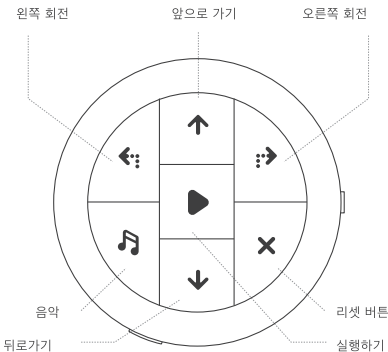 왼쪽 회전
앞으로 가기
오른쪽 회전
음악
리셋 버튼
뒤로가기
실행하기